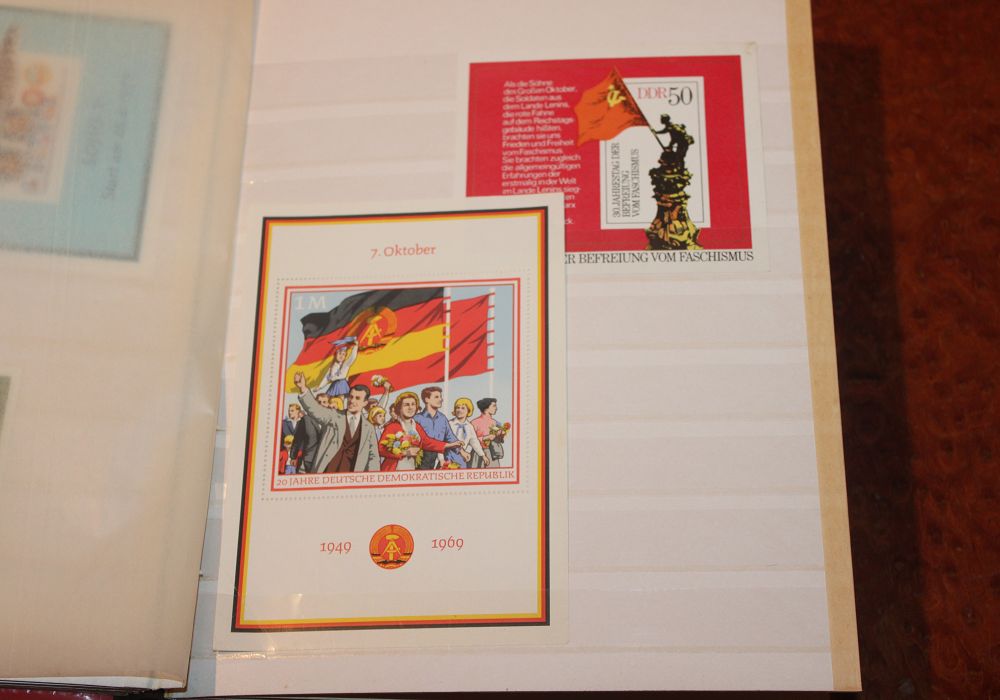 Als die Söhne
des Großen Oktober,
die Soldaten aus
dem Lande Lenins,
die rote Fahne
auf dem Reichstags-
gebäude hißten,
brachten sie uns
Frieden und Freiheit
vom Faschismus.
Sie brachten zugleich
die allgemeingültigen
Erfahrungen der
erstmalig in der Welt
im Lande Lenins sieg-
DDR 50
30. JAHRESTAG DER
BEFREIUNG
VOM FASCHISMUS
ER BEFREIUNG VOM FASCHISMUS
7. Oktober
1 M
20 JAHRE DEUTSCHE DEMOKRATISCHE REPUBLIK
1949 1969